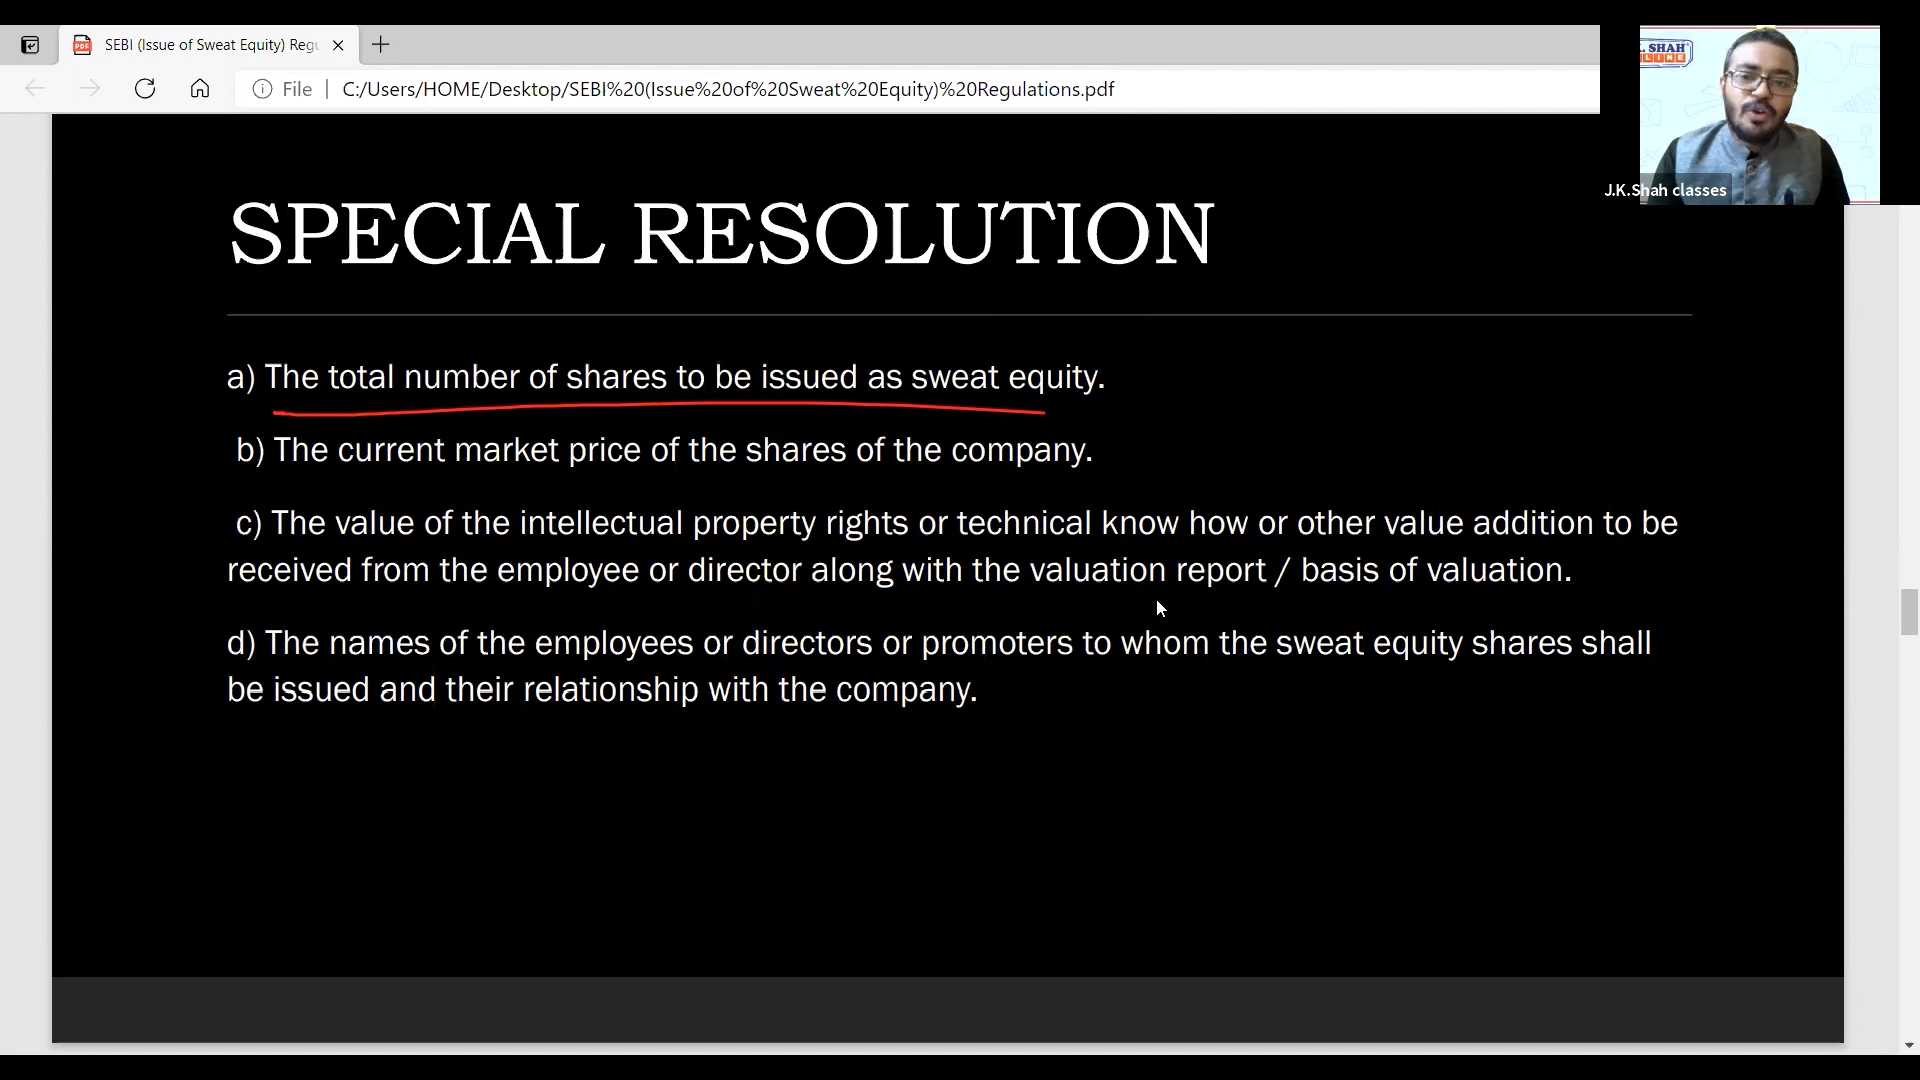 SEBI (Issue of Sweat Equity) Regu
File
C:/Users/HOME/Desktop/SEBI%20(Issue%20of%20Sweat%20Equity)%20Regulations.pdf
. SHAH
LINE
J.K.Shah classes
SPECIAL RESOLUTION
a) The total number of shares to be issued as sweat equity.
b) The current market price of the shares of the company.
c) The value of the intellectual property rights or technical know how or other value addition to be
received from the employee or director along with the valuation report / basis of valuation.
d) The names of the employees or directors or promoters to whom the sweat equity shares shall
be issued and their relationship with the company.